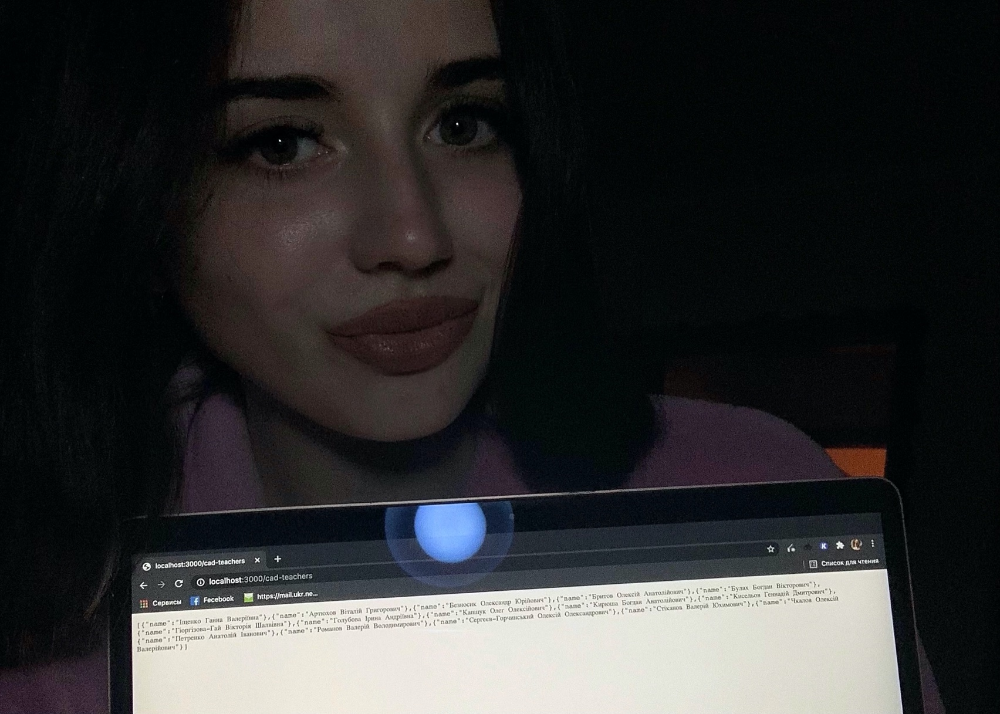 localhost:3000/cad-teachers
localhost:3000/cad-teachers
K
Список для чтения
Сервисы Fecebook https://mail.ukr.ne...
[{"name":"Іщенко Ганна Валеріївна"},{"name":"Артюхов Віталій Григорович"},{"name":"Безносик Олександр Юрійович"},{"name":"Бритов Олексій Анатолійович"},{"name":"Булах Богдан Вікторович"},
{"name":"Гіоргізова-Гай Вікторія Шалвівна"},{"name":"Голубова Ірина Андріївна"},{"name":"Капшук Олег Олексійович"},{"name":"Кирюша Богдан Анатолійович"},{"name":"Кисельов Геннадій Дмитрович"},
{"name":"Петренко Анатолій Іванович"},{"name":"Романов Валерій Володимирович"},{"name":"Сергеєв-Горчинський Олексій Олександрович"},{"name":"Стіканов Валерій Юхимович"},{"name":"Чкалов Олексій
Валерійович"}]